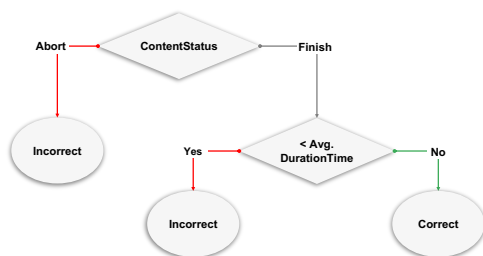 Abort
ContentStatus
Finish
Incorrect
Yes
< Avg.
DurationTime
No
Incorrect
Correct